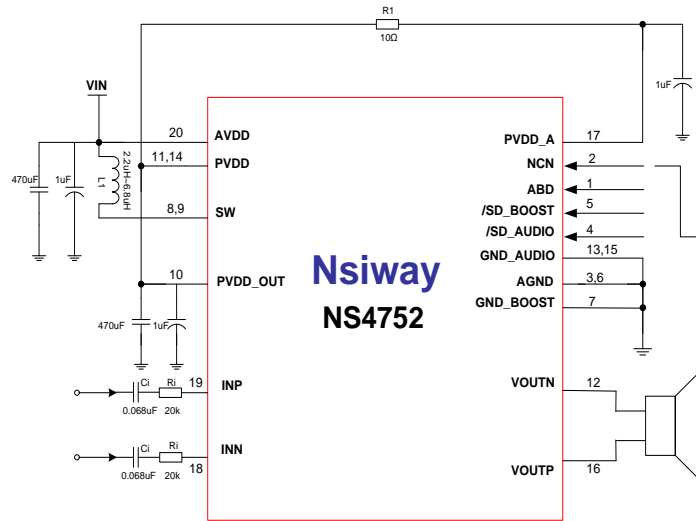 R1
10Ω
1uF
VIN
20
AVDD
11,14
PVDD
470uF
1uF
2.2uH-6.8uH
L1
8,9
SW
10
PVDD_OUT
470uF
1uF
Ci
Ri
19
INP
0.068uF
20k
Ci
Ri
18
INN
0.068uF
20k
Nsiway
NS4752
PVDD_A
17
NCN
2
ABD
1
/SD_BOOST
5
/SD_AUDIO
4
GND_AUDIO
13,15
AGND
3,6
GND_BOOST
7
VOUTN
12
VOUTP
16